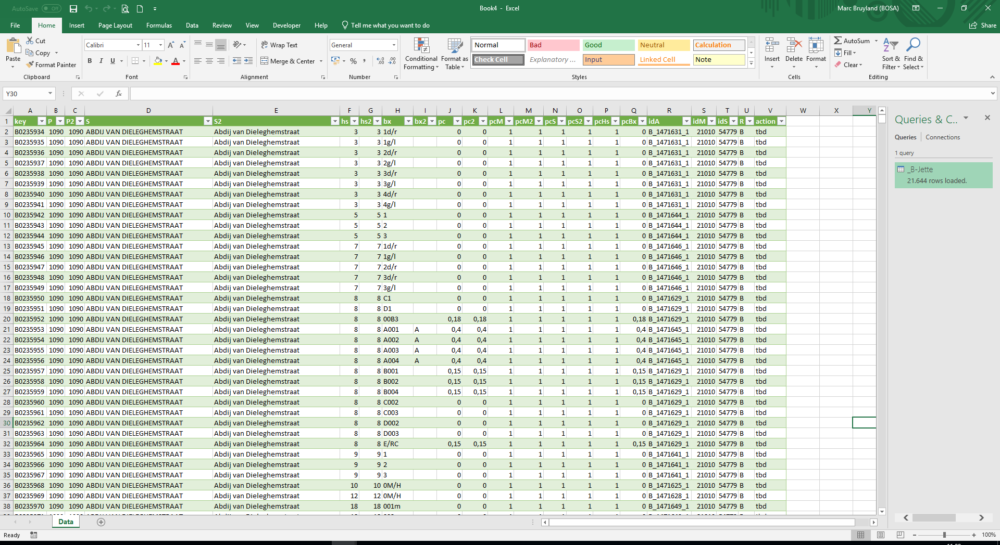 AutoSave Off Book4 - Excel Marc Bruyland (BOSA)
File Home Insert Page Layout Formulas Data Review View Developer Help Tell me what you want to do Share
Paste Cut Copy Format Painter Clipboard
Calibri 11 B I U Font
Wrap Text Merge & Center Alignment
General % Number
Conditional Formatting Format as Table
Normal Bad Good Neutral Calculation
Check Cell Explanatory ... Input Linked Cell Note
Styles
Insert Delete Format Cells
AutoSum Fill Clear Sort & Filter Find & Select Editing
Y30 fx
A B C D E F G H I J K L M N O P Q R S T U V W X Y
1 key P P2 S S2 hs hs2 bx bx2 pc pc2 pcM pcM2 pcS pcS2 pcHs pcBx idA idM idS R action
2 B0235934 1090 1090 ABDIJ VAN DIELEGHEMSTRAAT Abdij van Dieleghemstraat 3 3 1d/r 0 0 1 1 1 1 1 0 B_1471631_1 21010 54779 B tbd
3 B0235935 1090 1090 ABDIJ VAN DIELEGHEMSTRAAT Abdij van Dieleghemstraat 3 3 1g/l 0 0 1 1 1 1 1 0 B_1471631_1 21010 54779 B tbd
4 B0235936 1090 1090 ABDIJ VAN DIELEGHEMSTRAAT Abdij van Dieleghemstraat 3 3 2d/r 0 0 1 1 1 1 1 0 B_1471631_1 21010 54779 B tbd
5 B0235937 1090 1090 ABDIJ VAN DIELEGHEMSTRAAT Abdij van Dieleghemstraat 3 3 2g/l 0 0 1 1 1 1 1 0 B_1471631_1 21010 54779 B tbd
6 B0235938 1090 1090 ABDIJ VAN DIELEGHEMSTRAAT Abdij van Dieleghemstraat 3 3 3d/r 0 0 1 1 1 1 1 0 B_1471631_1 21010 54779 B tbd
7 B0235939 1090 1090 ABDIJ VAN DIELEGHEMSTRAAT Abdij van Dieleghemstraat 3 3 3g/l 0 0 1 1 1 1 1 0 B_1471631_1 21010 54779 B tbd
8 B0235940 1090 1090 ABDIJ VAN DIELEGHEMSTRAAT Abdij van Dieleghemstraat 3 3 4d/r 0 0 1 1 1 1 1 0 B_1471631_1 21010 54779 B tbd
9 B0235941 1090 1090 ABDIJ VAN DIELEGHEMSTRAAT Abdij van Dieleghemstraat 3 3 4g/l 0 0 1 1 1 1 1 0 B_1471631_1 21010 54779 B tbd
10 B0235942 1090 1090 ABDIJ VAN DIELEGHEMSTRAAT Abdij van Dieleghemstraat 5 5 1 0 0 1 1 1 1 1 0 B_1471644_1 21010 54779 B tbd
11 B0235943 1090 1090 ABDIJ VAN DIELEGHEMSTRAAT Abdij van Dieleghemstraat 5 5 2 0 0 1 1 1 1 1 0 B_1471644_1 21010 54779 B tbd
12 B0235944 1090 1090 ABDIJ VAN DIELEGHEMSTRAAT Abdij van Dieleghemstraat 5 5 3 0 0 1 1 1 1 1 0 B_1471644_1 21010 54779 B tbd
13 B0235945 1090 1090 ABDIJ VAN DIELEGHEMSTRAAT Abdij van Dieleghemstraat 7 7 1d/r 0 0 1 1 1 1 1 0 B_1471646_1 21010 54779 B tbd
14 B0235946 1090 1090 ABDIJ VAN DIELEGHEMSTRAAT Abdij van Dieleghemstraat 7 7 1g/l 0 0 1 1 1 1 1 0 B_1471646_1 21010 54779 B tbd
15 B0235947 1090 1090 ABDIJ VAN DIELEGHEMSTRAAT Abdij van Dieleghemstraat 7 7 2d/r 0 0 1 1 1 1 1 0 B_1471646_1 21010 54779 B tbd
16 B0235948 1090 1090 ABDIJ VAN DIELEGHEMSTRAAT Abdij van Dieleghemstraat 7 7 3d/r 0 0 1 1 1 1 1 0 B_1471646_1 21010 54779 B tbd
17 B0235949 1090 1090 ABDIJ VAN DIELEGHEMSTRAAT Abdij van Dieleghemstraat 7 7 3g/l 0 0 1 1 1 1 1 0 B_1471646_1 21010 54779 B tbd
18 B0235950 1090 1090 ABDIJ VAN DIELEGHEMSTRAAT Abdij van Dieleghemstraat 8 8 C1 0 0 1 1 1 1 1 0 B_1471629_1 21010 54779 B tbd
19 B0235951 1090 1090 ABDIJ VAN DIELEGHEMSTRAAT Abdij van Dieleghemstraat 8 8 D1 0 0 1 1 1 1 1 0 B_1471629_1 21010 54779 B tbd
20 B0235952 1090 1090 ABDIJ VAN DIELEGHEMSTRAAT Abdij van Dieleghemstraat 8 8 00B3 0,18 0,18 1 1 1 1 1 0,18 B_1471629_1 21010 54779 B tbd
21 B0235953 1090 1090 ABDIJ VAN DIELEGHEMSTRAAT Abdij van Dieleghemstraat 8 8 A001 A 0,4 0,4 1 1 1 1 1 0,4 B_1471645_1 21010 54779 B tbd
22 B0235954 1090 1090 ABDIJ VAN DIELEGHEMSTRAAT Abdij van Dieleghemstraat 8 8 A002 A 0,4 0,4 1 1 1 1 1 0,4 B_1471645_1 21010 54779 B tbd
23 B0235955 1090 1090 ABDIJ VAN DIELEGHEMSTRAAT Abdij van Dieleghemstraat 8 8 A003 A 0,4 0,4 1 1 1 1 1 0,4 B_1471645_1 21010 54779 B tbd
24 B0235956 1090 1090 ABDIJ VAN DIELEGHEMSTRAAT Abdij van Dieleghemstraat 8 8 A004 A 0,4 0,4 1 1 1 1 1 0,4 B_1471645_1 21010 54779 B tbd
25 B0235957 1090 1090 ABDIJ VAN DIELEGHEMSTRAAT Abdij van Dieleghemstraat 8 8 B001 0,15 0,15 1 1 1 1 1 0,15 B_1471629_1 21010 54779 B tbd
26 B0235958 1090 1090 ABDIJ VAN DIELEGHEMSTRAAT Abdij van Dieleghemstraat 8 8 B002 0,15 0,15 1 1 1 1 1 0,15 B_1471629_1 21010 54779 B tbd
27 B0235959 1090 1090 ABDIJ VAN DIELEGHEMSTRAAT Abdij van Dieleghemstraat 8 8 B004 0,15 0,15 1 1 1 1 1 0,15 B_1471629_1 21010 54779 B tbd
28 B0235960 1090 1090 ABDIJ VAN DIELEGHEMSTRAAT Abdij van Dieleghemstraat 8 8 C002 0 0 1 1 1 1 1 0 B_1471629_1 21010 54779 B tbd
29 B0235961 1090 1090 ABDIJ VAN DIELEGHEMSTRAAT Abdij van Dieleghemstraat 8 8 C003 0 0 1 1 1 1 1 0 B_1471629_1 21010 54779 B tbd
30 B0235962 1090 1090 ABDIJ VAN DIELEGHEMSTRAAT Abdij van Dieleghemstraat 8 8 D002 0 0 1 1 1 1 1 0 B_1471629_1 21010 54779 B tbd
31 B0235963 1090 1090 ABDIJ VAN DIELEGHEMSTRAAT Abdij van Dieleghemstraat 8 8 D003 0 0 1 1 1 1 1 0 B_1471629_1 21010 54779 B tbd
32 B0235964 1090 1090 ABDIJ VAN DIELEGHEMSTRAAT Abdij van Dieleghemstraat 8 8 E/RC 0,15 0,15 1 1 1 1 1 0,15 B_1471629_1 21010 54779 B tbd
33 B0235965 1090 1090 ABDIJ VAN DIELEGHEMSTRAAT Abdij van Dieleghemstraat 9 9 1 0 0 1 1 1 1 1 0 B_1471641_1 21010 54779 B tbd
34 B0235966 1090 1090 ABDIJ VAN DIELEGHEMSTRAAT Abdij van Dieleghemstraat 9 9 2 0 0 1 1 1 1 1 0 B_1471641_1 21010 54779 B tbd
35 B0235967 1090 1090 ABDIJ VAN DIELEGHEMSTRAAT Abdij van Dieleghemstraat 9 9 3 0 0 1 1 1 1 1 0 B_1471641_1 21010 54779 B tbd
36 B0235968 1090 1090 ABDIJ VAN DIELEGHEMSTRAAT Abdij van Dieleghemstraat 10 10 0M/H 0 0 1 1 1 1 1 0 B_1471625_1 21010 54779 B tbd
37 B0235969 1090 1090 ABDIJ VAN DIELEGHEMSTRAAT Abdij van Dieleghemstraat 12 12 0M/H 0 0 1 1 1 1 1 0 B_1471628_1 21010 54779 B tbd
38 B0235970 1090 1090 ABDIJ VAN DIELEGHEMSTRAAT Abdij van Dieleghemstraat 18 18 001m 0 0 1 1 1 1 1 0 B_1471649_1 21010 54779 B tbd
Queries & C..
Queries Connections
1 query
_B-Jette
21.644 rows loaded.
Data
Ready 100%